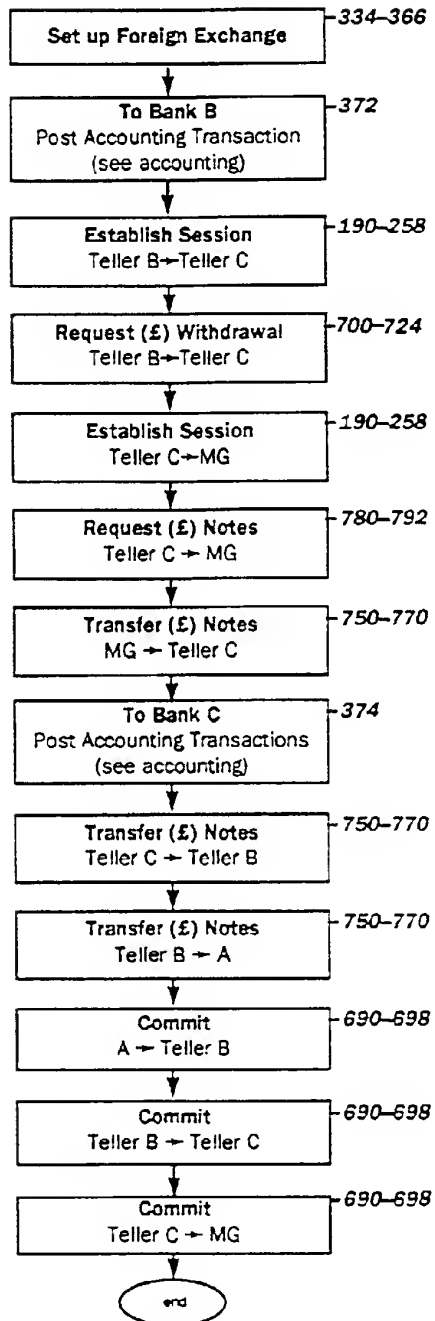 Set up Foreign Exchange
334–366
To Bank B
372
Post Accounting Transaction
(see accounting)
Establish Session
190–258
Teller B→Teller C
Request (£) Withdrawal
700–724
Teller B→Teller C
Establish Session
190–258
Teller C→MG
Request (£) Notes
780–792
Teller C → MG
Transfer (£) Notes
750–770
MG → Teller C
To Bank C
374
Post Accounting Transactions
(see accounting)
Transfer (£) Notes
750–770
Teller C → Teller B
Transfer (£) Notes
750–770
Teller B → A
Commit
690–698
A → Teller B
Commit
690–698
Teller B → Teller C
Commit
690–698
Teller C → MG
end